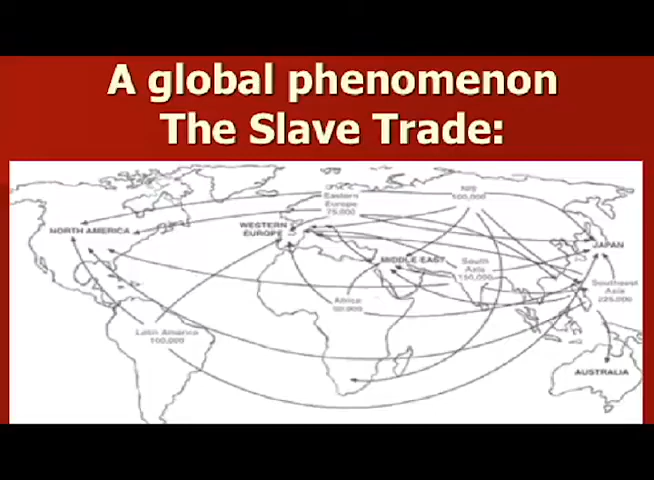 A global phenomenon
The Slave Trade:
NIS
100,000
Eastern
Europe
75,000
NORTH AMERICA
WESTERN
EUROPE
JAPAN
MIDDLE EAST
South
Asia
150,000
Southeast
Asia
225,000
Africa
50,000
Latin America
100,000
AUSTRALIA